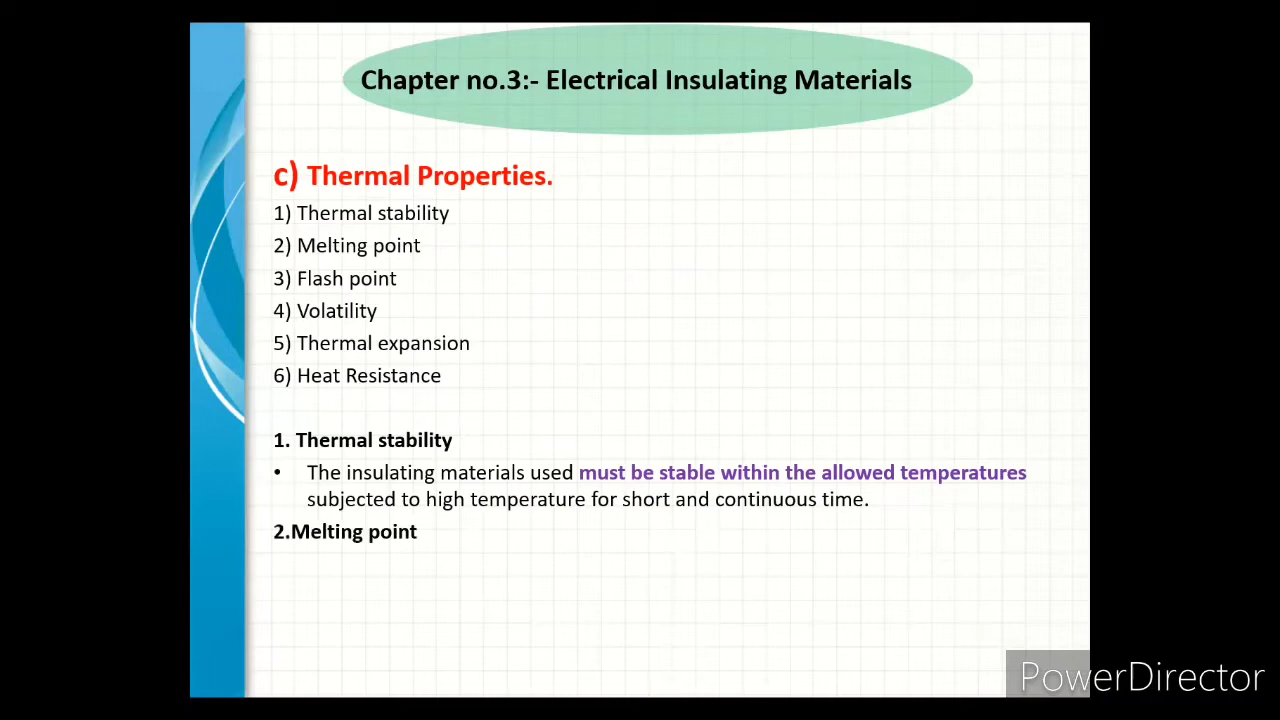 Chapter no.3:- Electrical Insulating Materials
c) Thermal Properties.
1) Thermal stability
2) Melting point
3) Flash point
4) Volatility
5) Thermal expansion
6) Heat Resistance
1. Thermal stability
• The insulating materials used must be stable within the allowed temperatures
subjected to high temperature for short and continuous time.
2.Melting point
PowerDirector